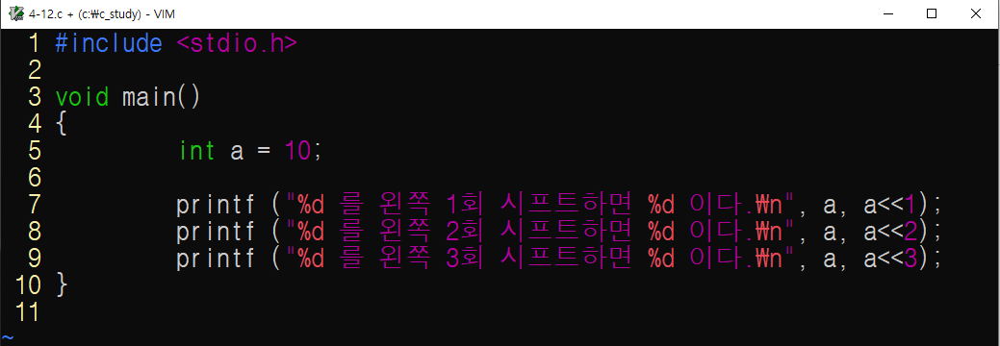 4-12.c + (c:₩c_study) - VIM
1 #include <stdio.h>
2
3 void main()
4 {
5 int a = 10;
6
7 printf ("%d 를 왼쪽 1회 시프트하면 %d 이다.₩n", a, a<<1);
8 printf ("%d 를 왼쪽 2회 시프트하면 %d 이다.₩n", a, a<<2);
9 printf ("%d 를 왼쪽 3회 시프트하면 %d 이다.₩n", a, a<<3);
10 }
11
~